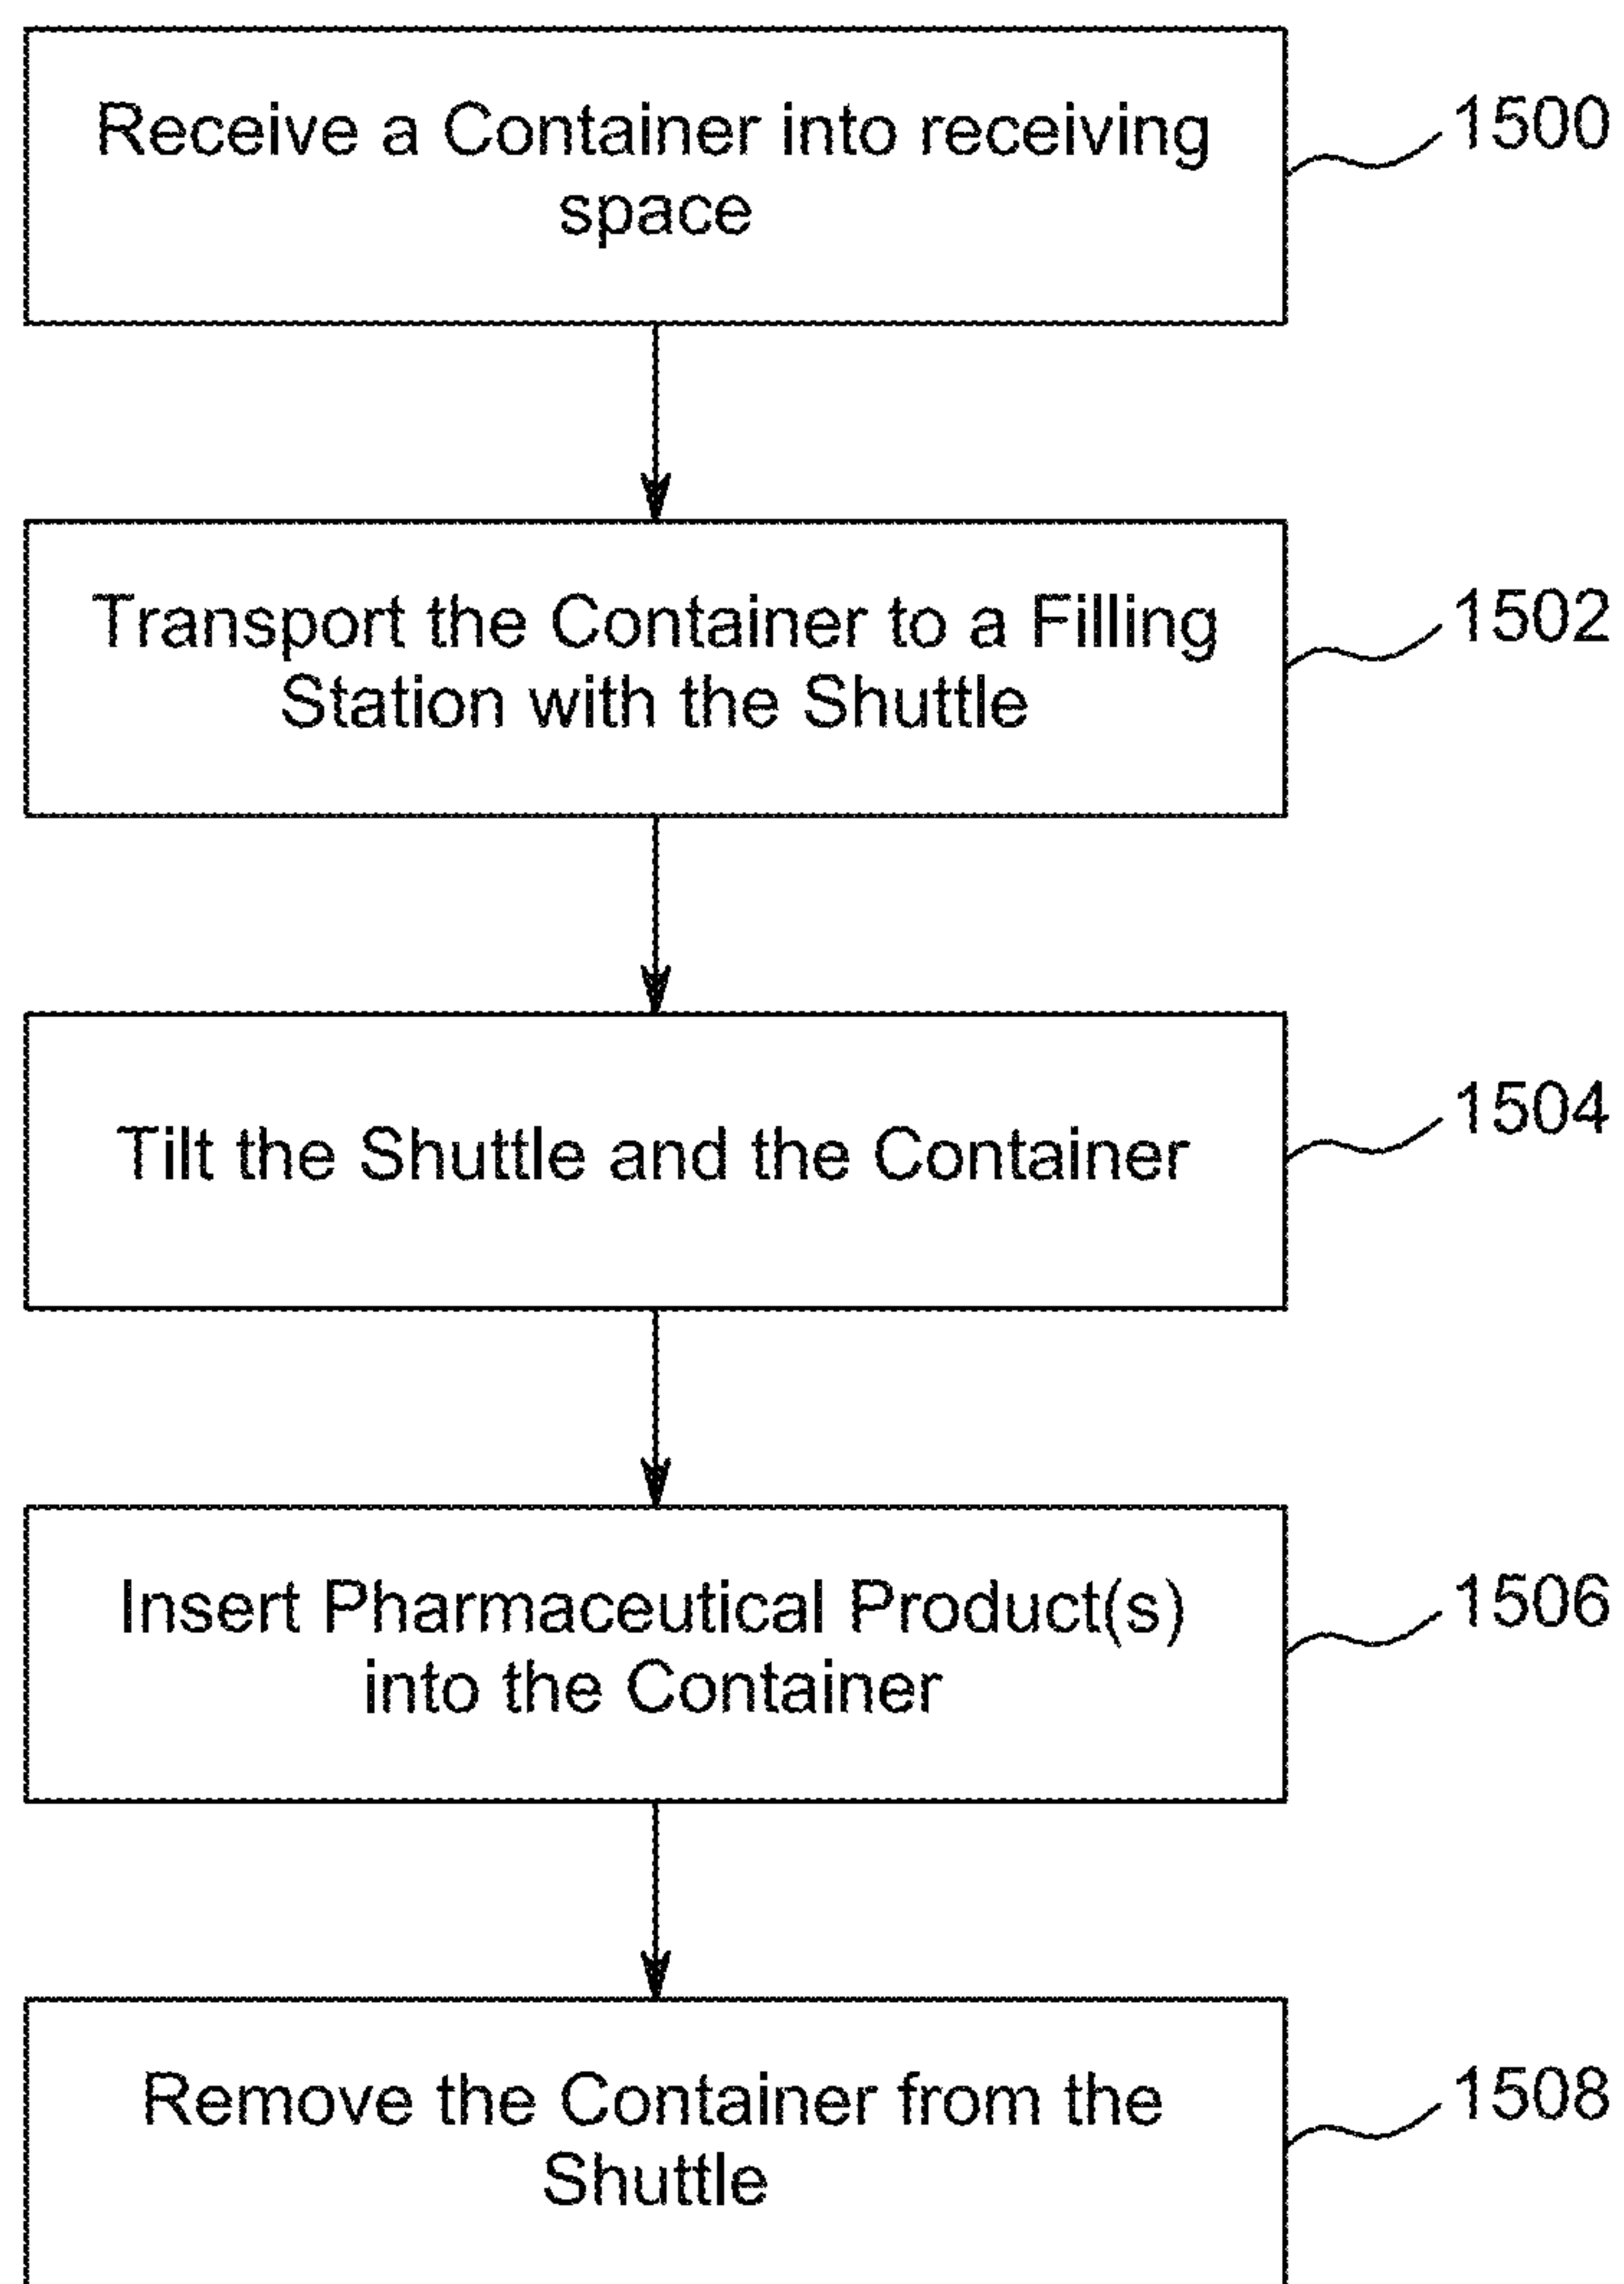 Receive a Container into receiving
space
1500
Transport the Container to a Filling
Station with the Shuttle
1502
Tilt the Shuttle and the Container
1504
Insert Pharmaceutical Product(s)
into the Container
1506
Remove the Container from the
Shuttle
1508